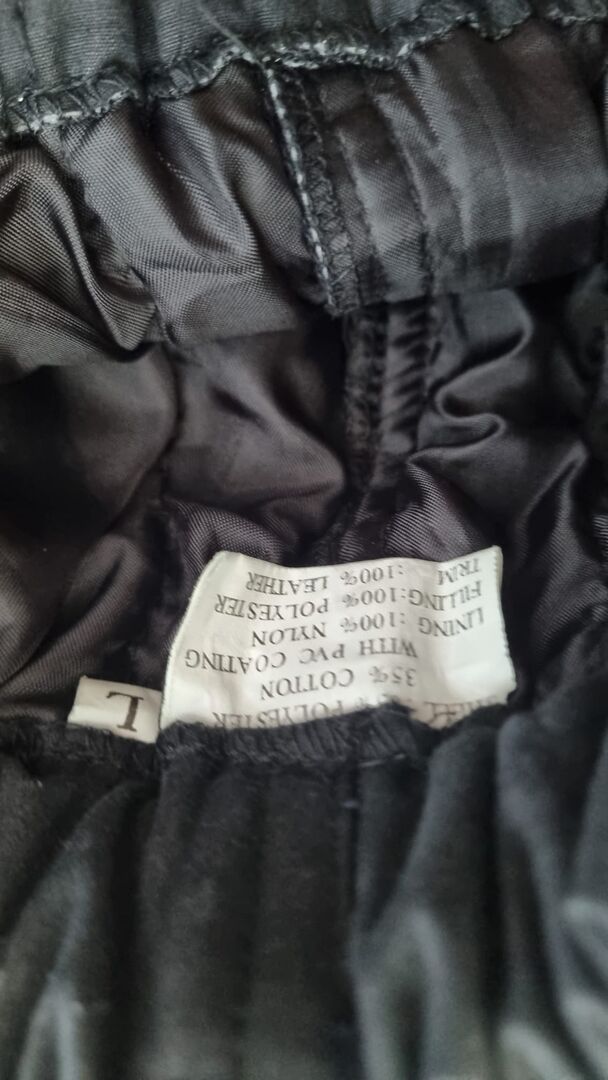 % POLYESTER
35% COTTON
WITH PVC COATING
LINING :100% NYLON
FILLING:100% POLYESTER
TRIM :100% LEATHER
L